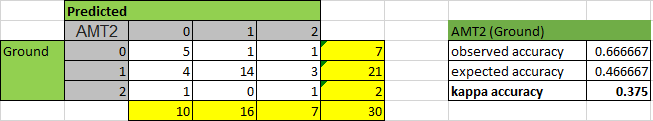 Predicted
AMT2 0 1 2 AMT2 (Ground)
Ground 0 5 1 1 7 observed accuracy 0.666667
1 4 14 3 21 expected accuracy 0.466667
2 1 0 1 2 kappa accuracy 0.375
10 16 7 30